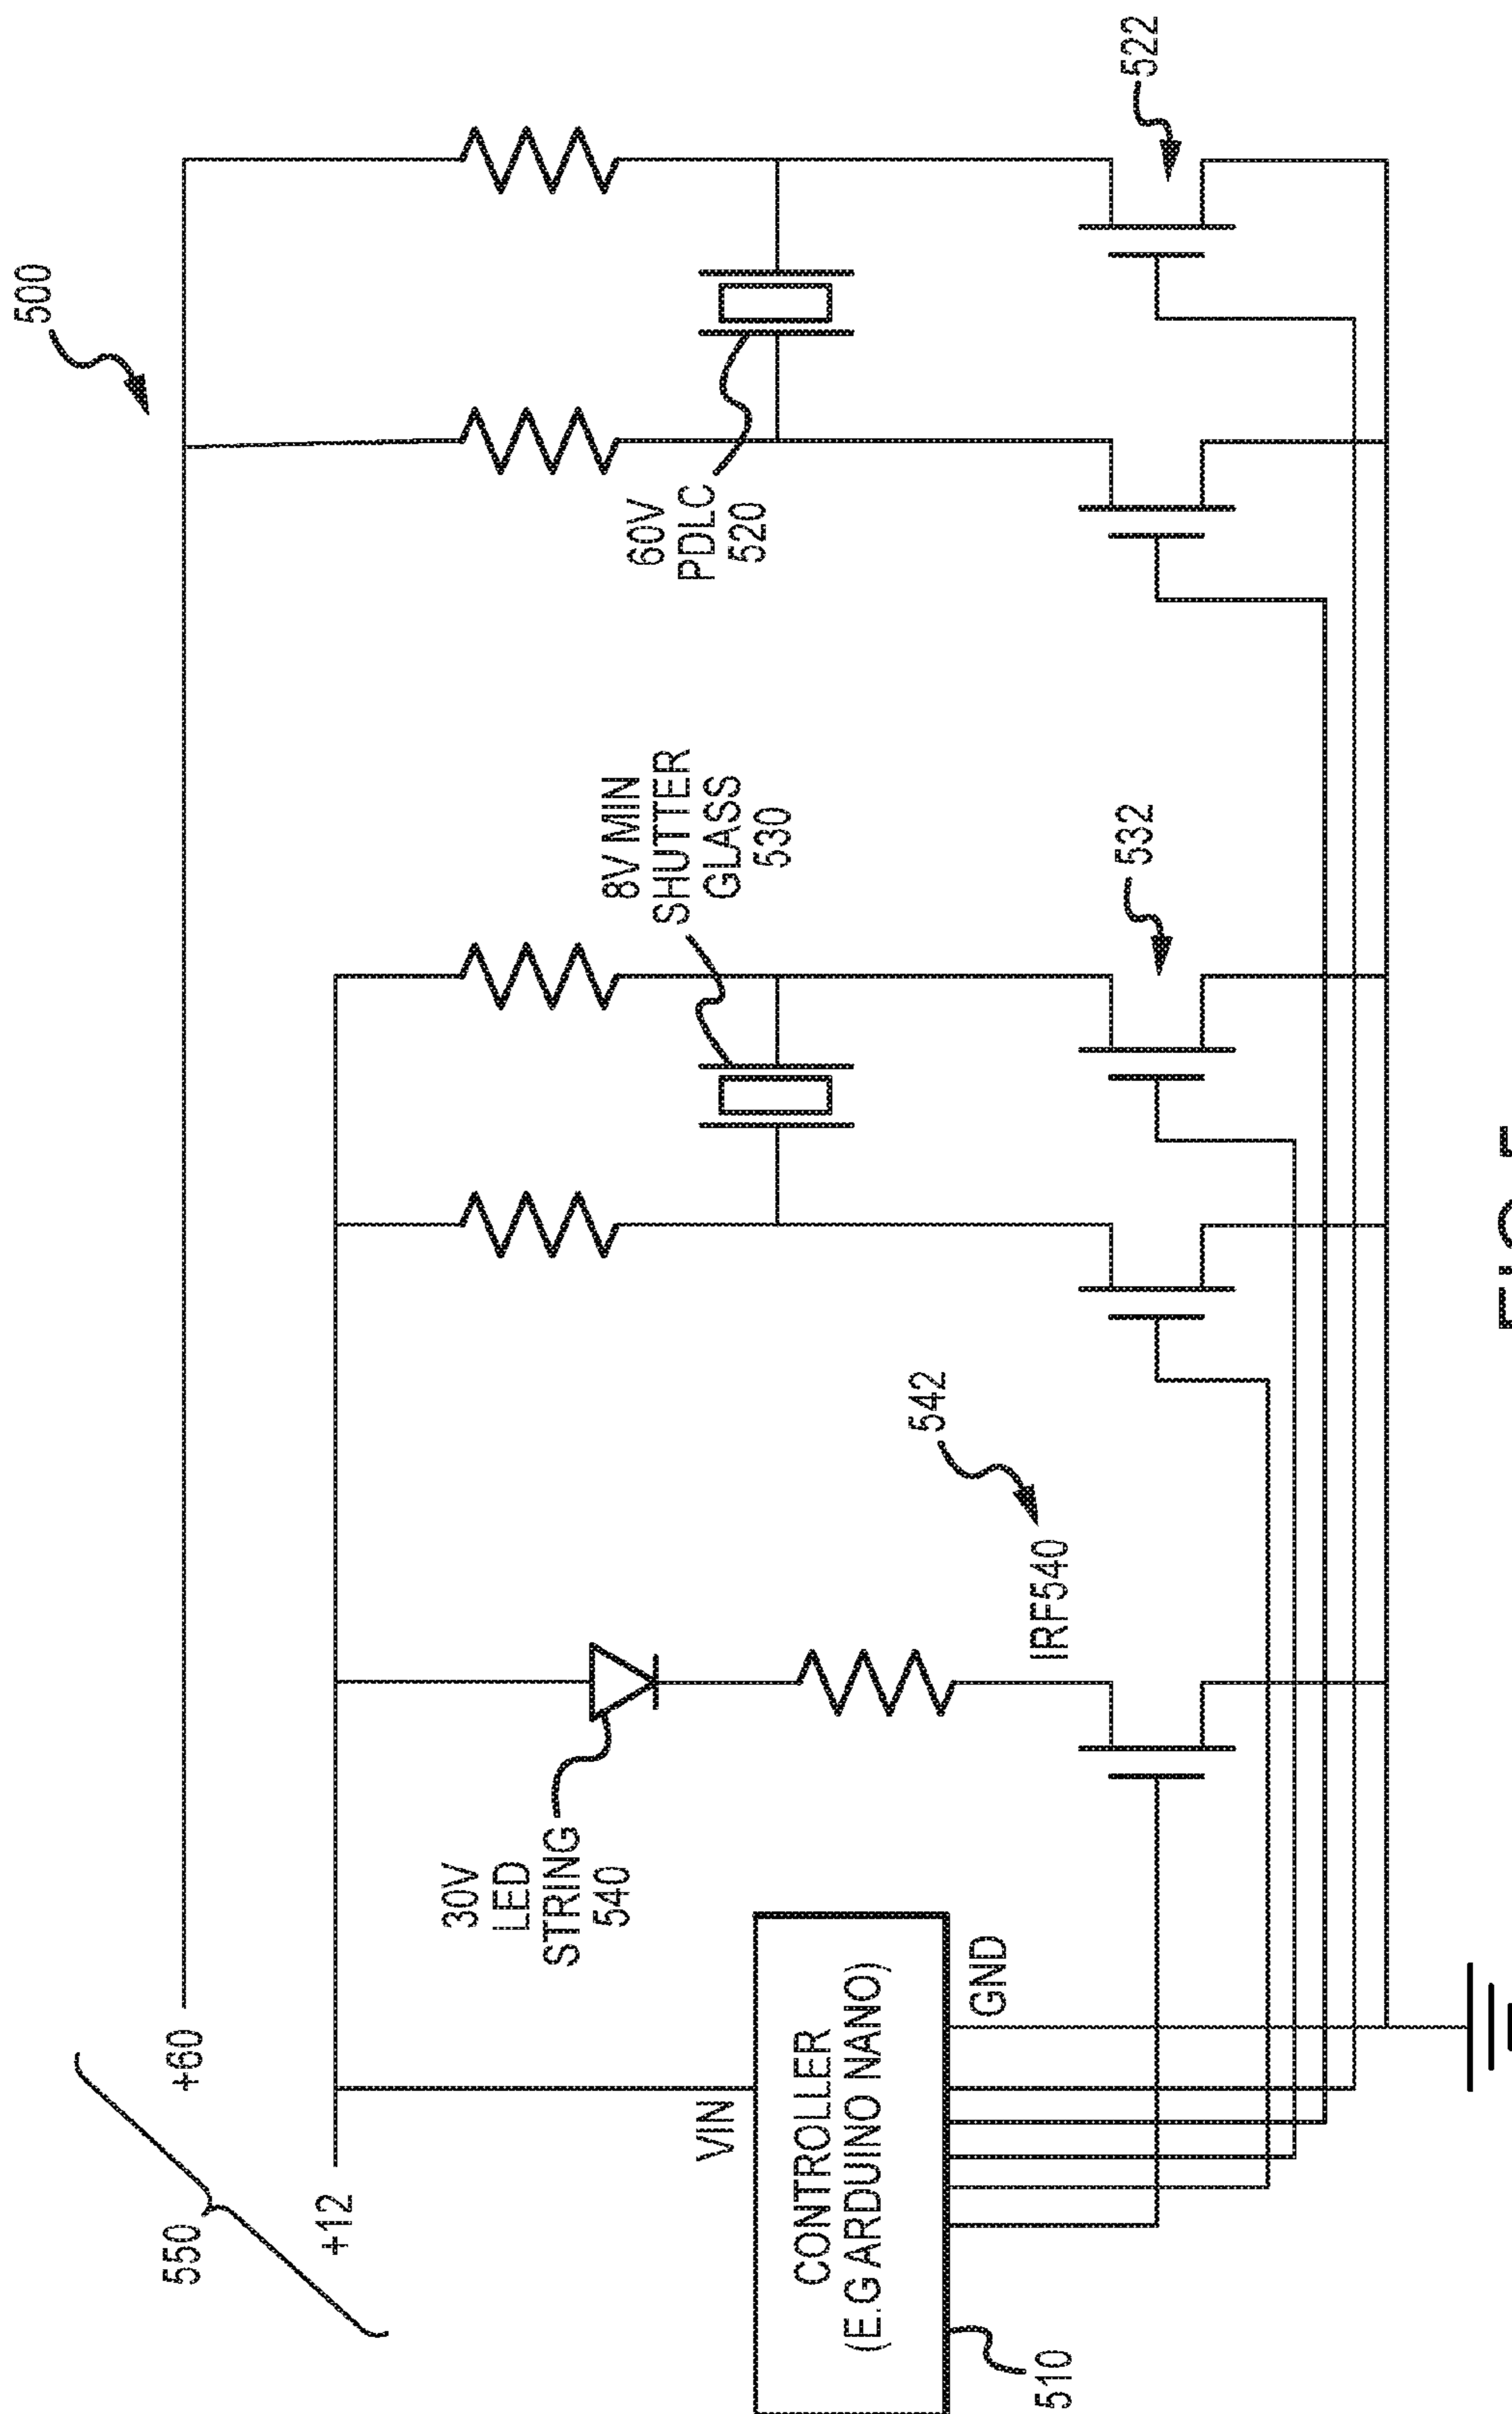 500
550
+60
+12
30V
LED
STRING
540
8V MIN
SHUTTER
GLASS
530
60V
PDLC
520
VIN
CONTROLLER
(E.G ARDUINO NANO)
GND
510
542
IRF540
532
522